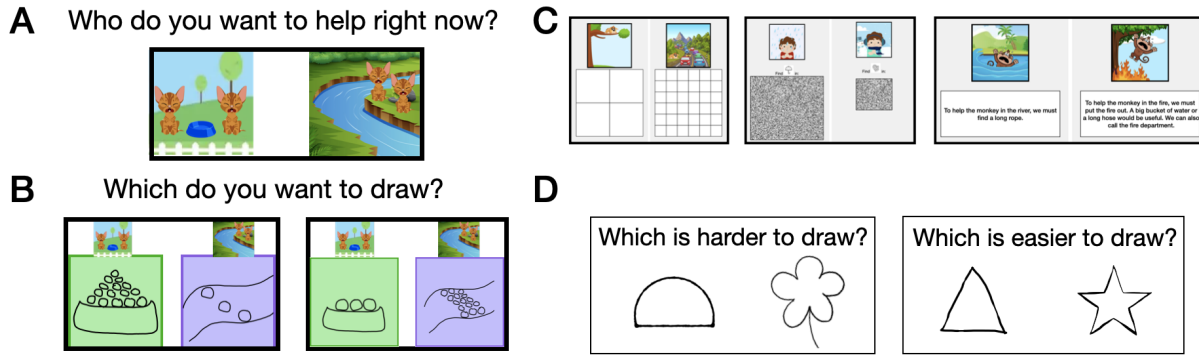 A
Who do you want to help right now?
B
Which do you want to draw?
C
Find in:
Find in:
To help the monkey in the river, we must
find a long rope.
To help the monkey in the fire, we must
put the fire out. A big bucket of water or
a long hose would be useful. We can also
call the fire department.
D
Which is harder to draw?
Which is easier to draw?